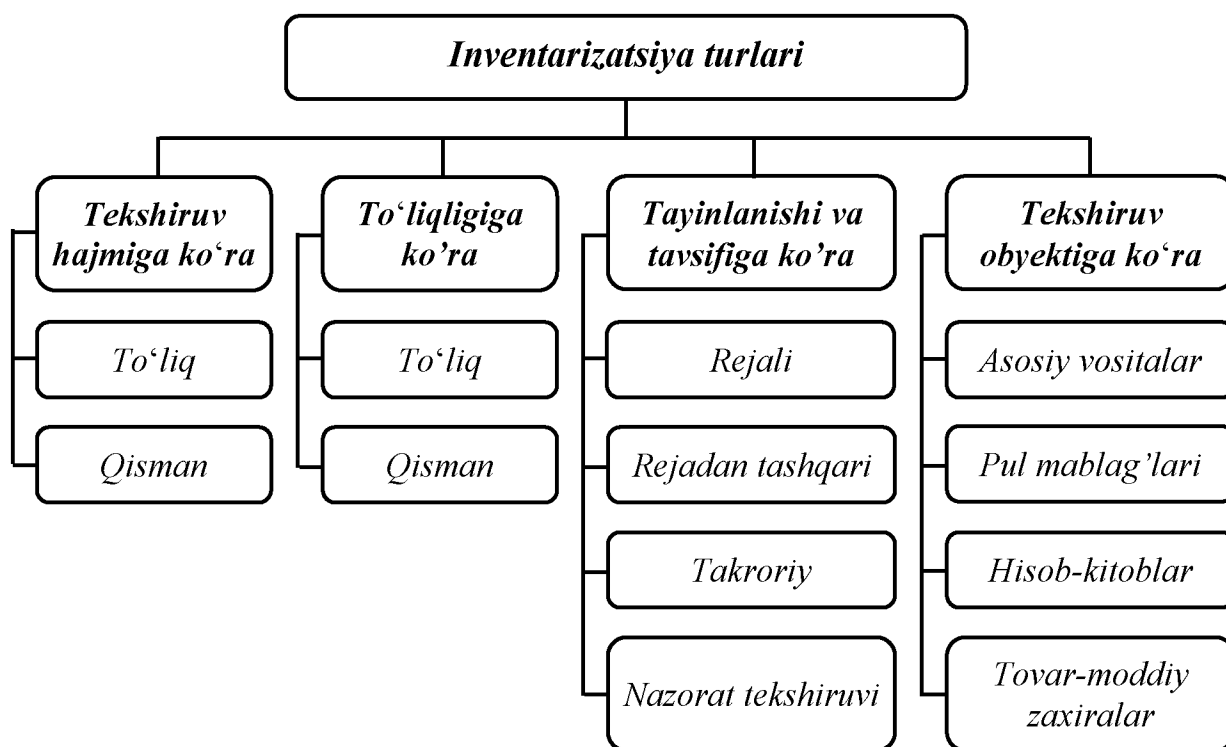 Inventarizatsiya turlari
Tekshiruv
hajmiga ko‘ra
To‘liq
Qisman
To‘liqligiga
ko’ra
To‘liq
Qisman
Tayinlanishi va
tavsifiga ko’ra
Rejali
Rejadan tashqari
Takroriy
Nazorat tekshiruvi
Tekshiruv
obyektiga ko‘ra
Asosiy vositalar
Pul mablag’lari
Hisob-kitoblar
Tovar-moddiy
zaxiralar